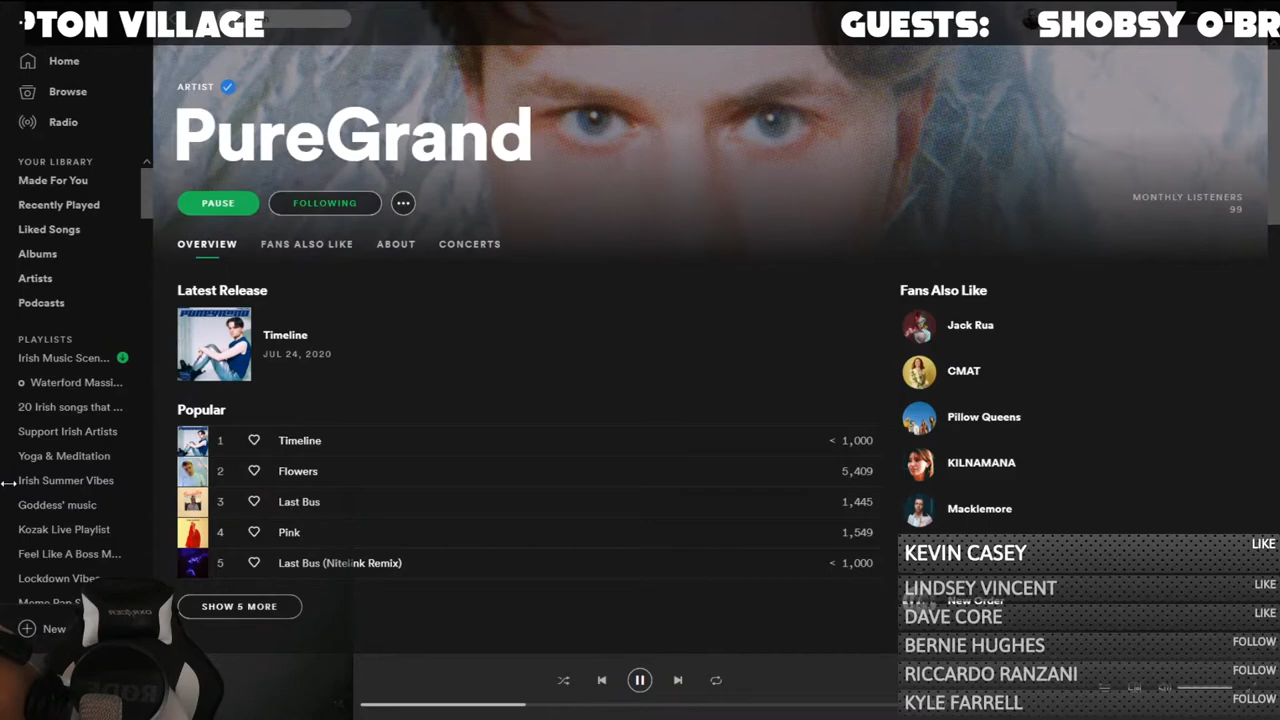 PTON VILLAGE
GUESTS: SHOBSY O'BR
Home
Browse
Radio
YOUR LIBRARY
Made For You
Recently Played
Liked Songs
Albums
Artists
Podcasts
PLAYLISTS
Irish Music Scen...
Waterford Massi...
20 Irish songs that ...
Support Irish Artists
Yoga & Meditation
Irish Summer Vibes
Goddess' music
Kozak Live Playlist
Feel Like A Boss M...
Lockdown Vibes
New
ARTIST
PureGrand
PAUSE
FOLLOWING
MONTHLY LISTENERS
99
OVERVIEW
FANS ALSO LIKE
ABOUT
CONCERTS
Latest Release
Timeline
JUL 24, 2020
Popular
1 Timeline < 1,000
2 Flowers 5,409
3 Last Bus 1,445
4 Pink 1,549
5 Last Bus (Nitelink Remix) < 1,000
SHOW 5 MORE
Fans Also Like
Jack Rua
CMAT
Pillow Queens
KILNAMANA
Macklemore
KEVIN CASEY LIKE
LINDSEY VINCENT LIKE
New Order
DAVE CORE LIKE
BERNIE HUGHES FOLLOW
RICCARDO RANZANI FOLLOW
KYLE FARRELL FOLLOW